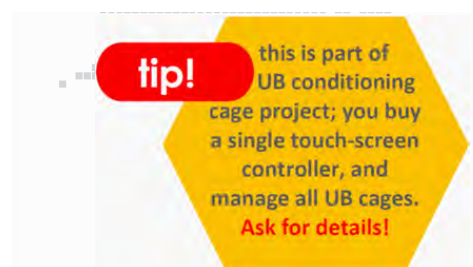 tip!
this is part of
UB conditioning
cage project; you buy
a single touch-screen
controller, and
manage all UB cages.
Ask for details!